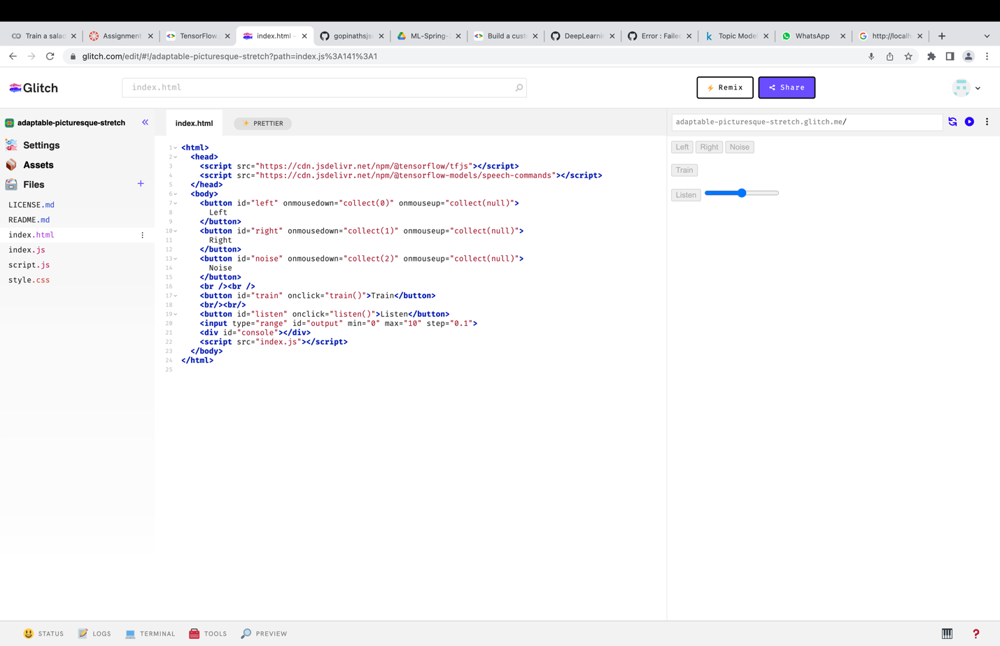 Train a salad
Assignment
TensorFlow.
index.html –
gopinathsjs
ML-Spring-
Build a cust
DeepLearnin
Error : Failed
Topic Model
WhatsApp
http://localh
glitch.com/edit/#!/adaptable-picturesque-stretch?path=index.js%3A141%3A1
Glitch
index.html
Remix
Share
adaptable-picturesque-stretch
Settings
Assets
Files
LICENSE.md
README.md
index.html
index.js
script.js
style.css
index.html
PRETTIER
1 <html>
2 <head>
3 <script src="https://cdn.jsdelivr.net/npm/@tensorflow/tfjs"></script>
4 <script src="https://cdn.jsdelivr.net/npm/@tensorflow-models/speech-commands"></script>
5 </head>
6 <body>
7 <button id="left" onmousedown="collect(0)" onmouseup="collect(null)">
8 Left
9 </button>
10 <button id="right" onmousedown="collect(1)" onmouseup="collect(null)">
11 Right
12 </button>
13 <button id="noise" onmousedown="collect(2)" onmouseup="collect(null)">
14 Noise
15 </button>
16 <br /><br />
17 <button id="train" onclick="train()">Train</button>
18 <br/><br/>
19 <button id="listen" onclick="listen()">Listen</button>
20 <input type="range" id="output" min="0" max="10" step="0.1">
21 <div id="console"></div>
22 <script src="index.js"></script>
23 </body>
24 </html>
25
adaptable-picturesque-stretch.glitch.me/
Left Right Noise
Train
Listen
STATUS
LOGS
TERMINAL
TOOLS
PREVIEW
?